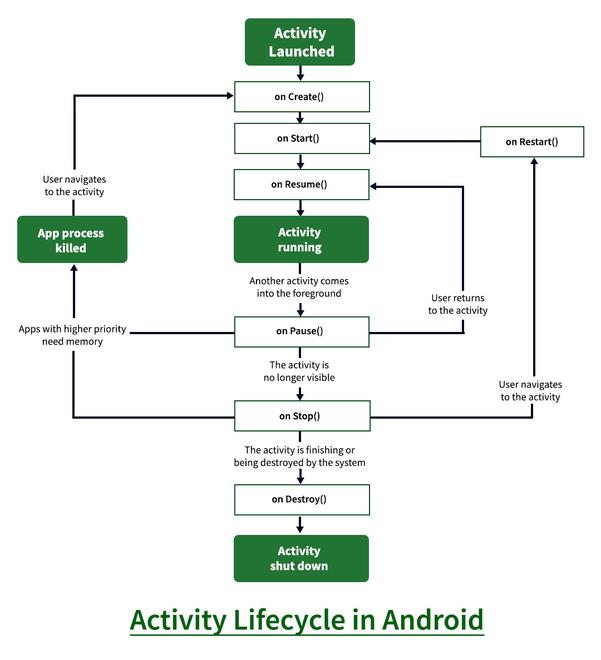 Activity
Launched
on Create()
on Start()
on Restart()
on Resume()
User navigates
to the activity
App process
killed
Activity
running
Another activity comes
into the foreground
User returns
to the activity
Apps with higher priority
need memory
on Pause()
The activity is
no longer visible
User navigates
to the activity
on Stop()
The activity is finishing or
being destroyed by the system
on Destroy()
Activity
shut down
Activity Lifecycle in Android